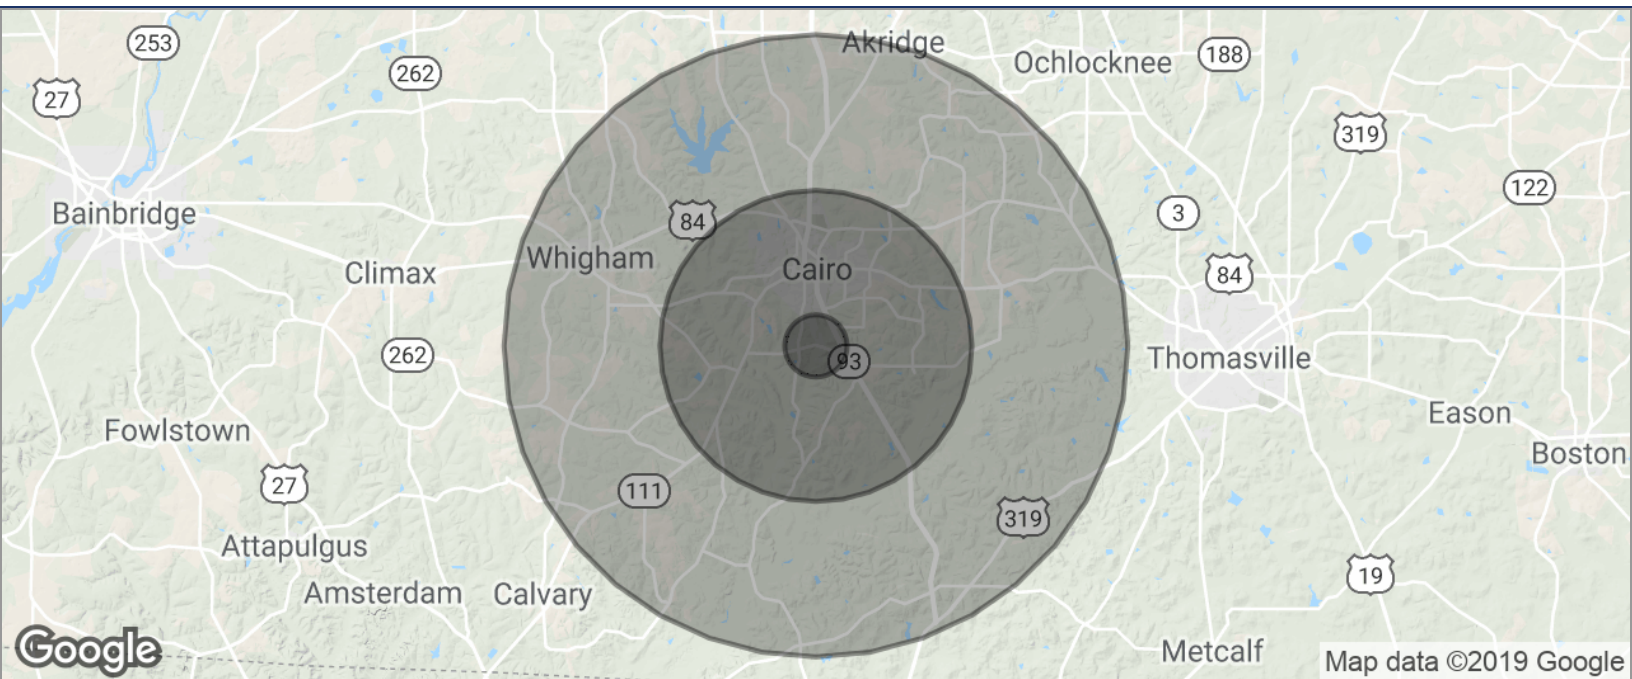 253
Akridge
262
Ochlocknee
188
27
319
122
Bainbridge
84
3
Whigham
Climax
Cairo
84
262
93
Thomasville
Fowlstown
Eason
Boston
27
111
319
Attapulgus
Amsterdam
Calvary
19
Google
Metcalf
Map data ©2019 Google